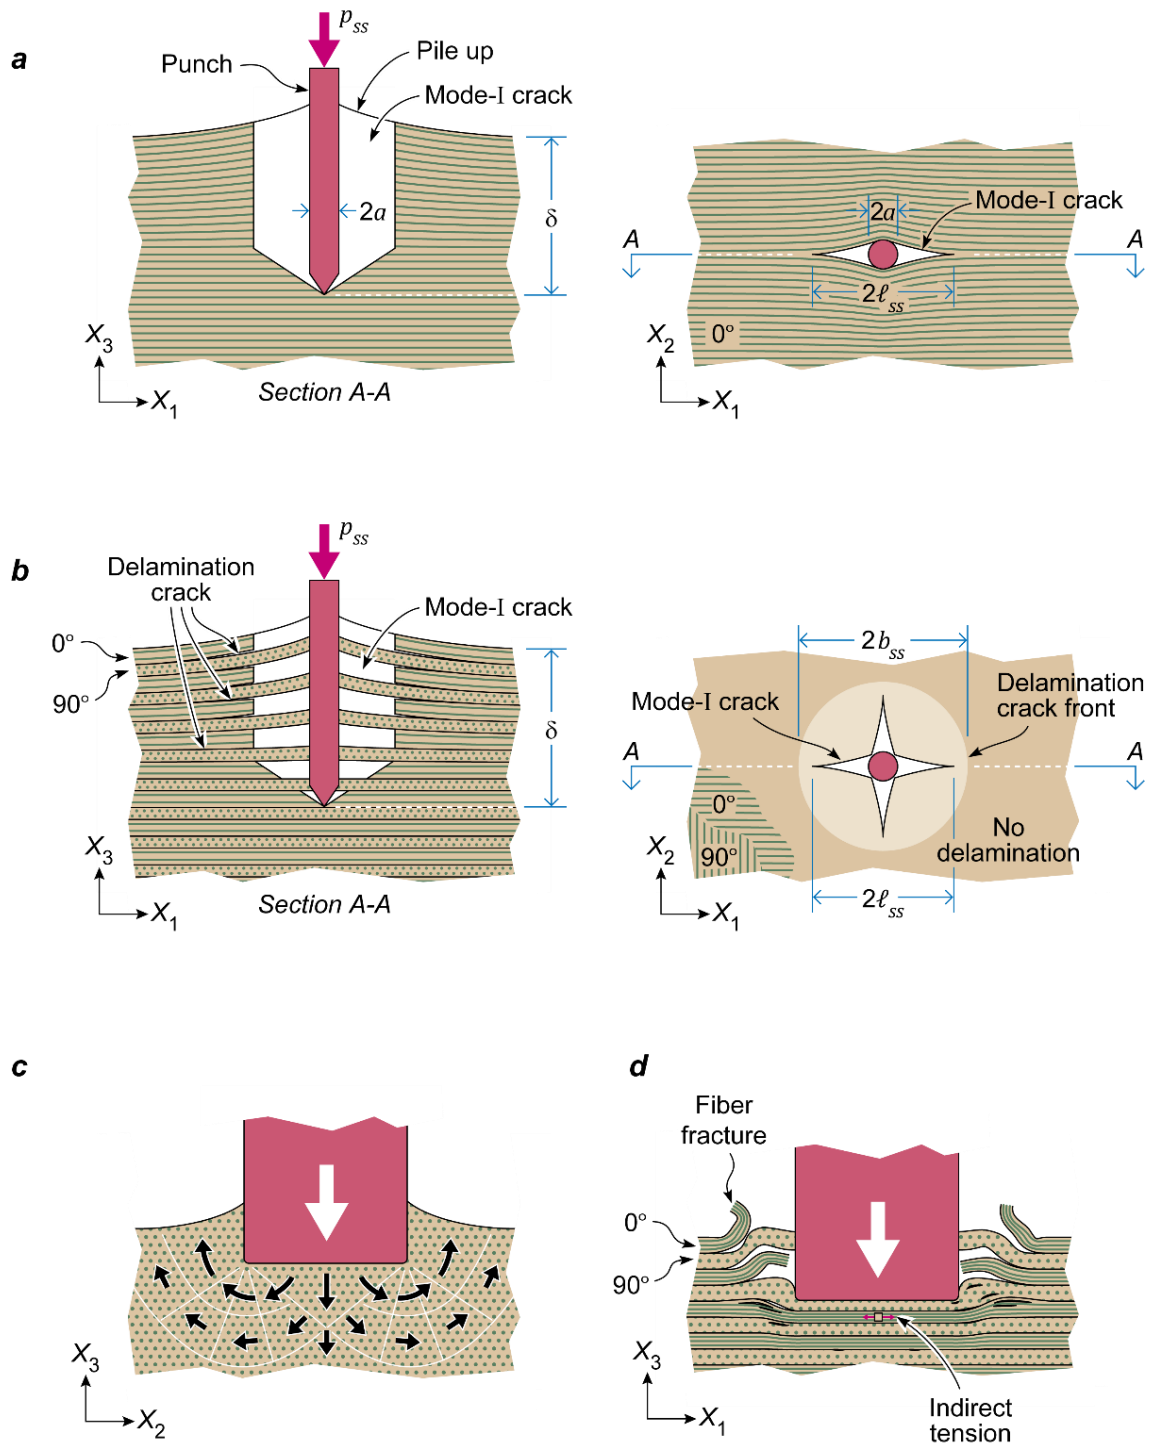 a
p_ss
Punch
Pile up
Mode-I crack
2a
δ
X3
X1
Section A-A
Mode-I crack
2a
A
A
2ℓ_ss
0°
X2
X1
b
p_ss
Delamination
crack
Mode-I crack
0°
90°
δ
X3
X1
Section A-A
2b_ss
Mode-I crack
Delamination
crack front
A
A
0°
90°
No
delamination
X2
X1
2ℓ_ss
c
X3
X2
d
Fiber
fracture
0°
90°
X3
X1
Indirect
tension